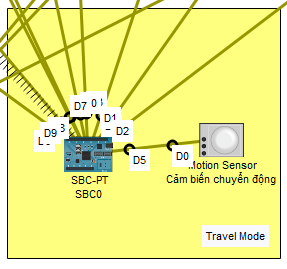 D7
D1
D2
D9
D5
D0
SBC-PT
SBC0
Motion Sensor
Cảm biến chuyển động
Travel Mode